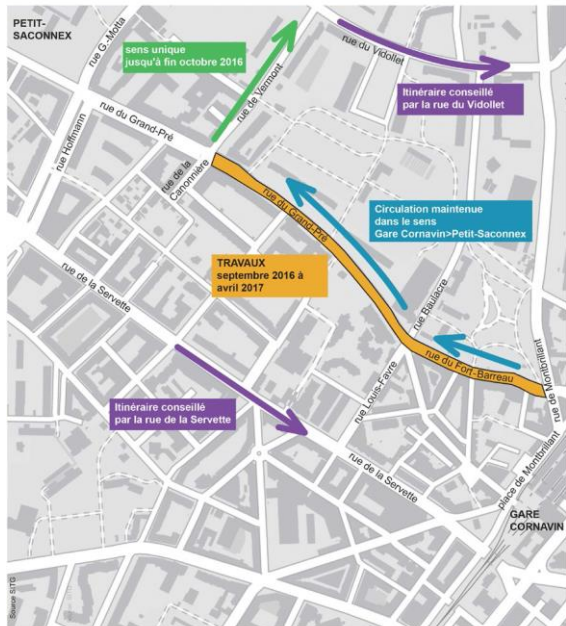 PETIT-
SACONNEX
rue G.-Motta
sens unique
jusqu'à fin octobre 2016
rue de Vermont
rue du Vidollet
Itinéraire conseillé
par la rue du Vidollet
rue du Grand-Pré
rue Hoffmann
rue de la
Canonnière
rue du Grand-Pré
Circulation maintenue
dans le sens
Gare Cornavin>Petit-Saconnex
TRAVAUX
septembre 2016 à
avril 2017
rue de la Servette
rue Baulacre
rue du Fort-Barreau
rue de Montbrillant
rue Louis-Favre
Itinéraire conseillé
par la rue de la Servette
rue de la Servette
place de Montbrillant
GARE
CORNAVIN
Source SITG